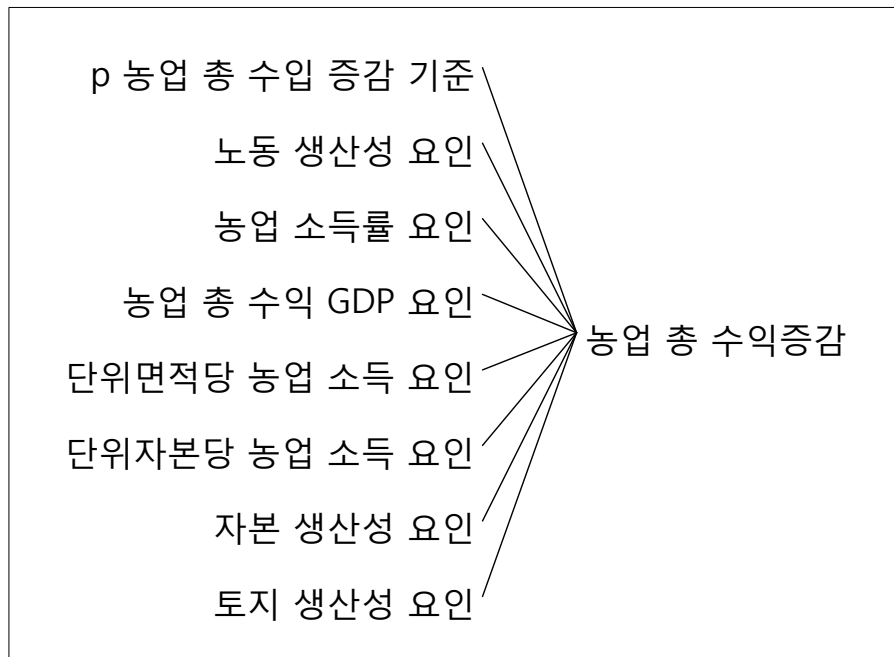 p 농업 총 수입 증감 기준
노동 생산성 요인
농업 소득률 요인
농업 총 수익 GDP 요인
단위면적당 농업 소득 요인
단위자본당 농업 소득 요인
자본 생산성 요인
토지 생산성 요인
농업 총 수익증감